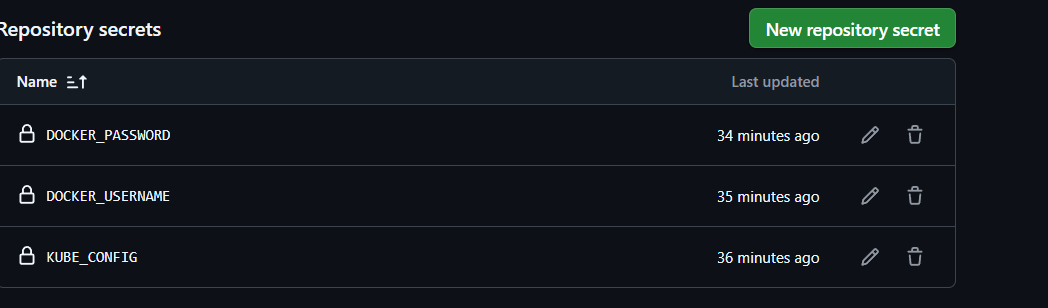 Repository secrets New repository secret
Name Last updated
DOCKER_PASSWORD 34 minutes ago
DOCKER_USERNAME 35 minutes ago
KUBE_CONFIG 36 minutes ago